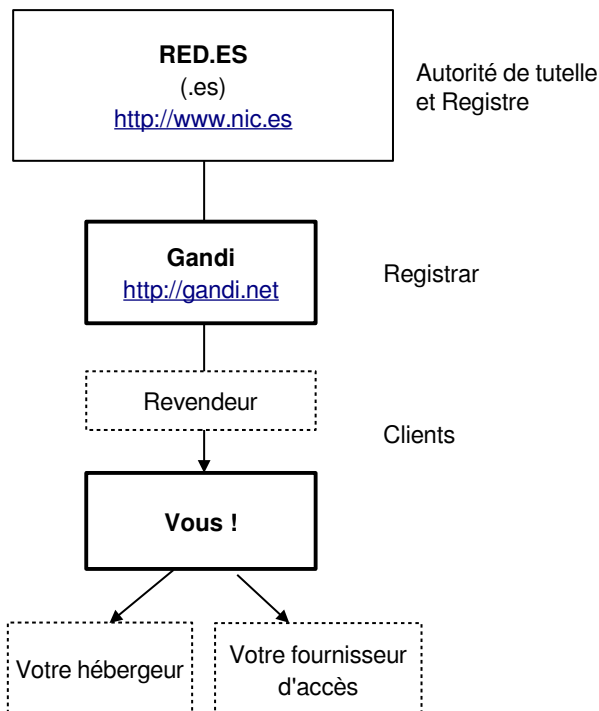 RED.ES
(.es)
http://www.nic.es
Autorité de tutelle
et Registre
Gandi
http://gandi.net
Registrar
Revendeur
Clients
Vous !
Votre hébergeur
Votre fournisseur
d'accès